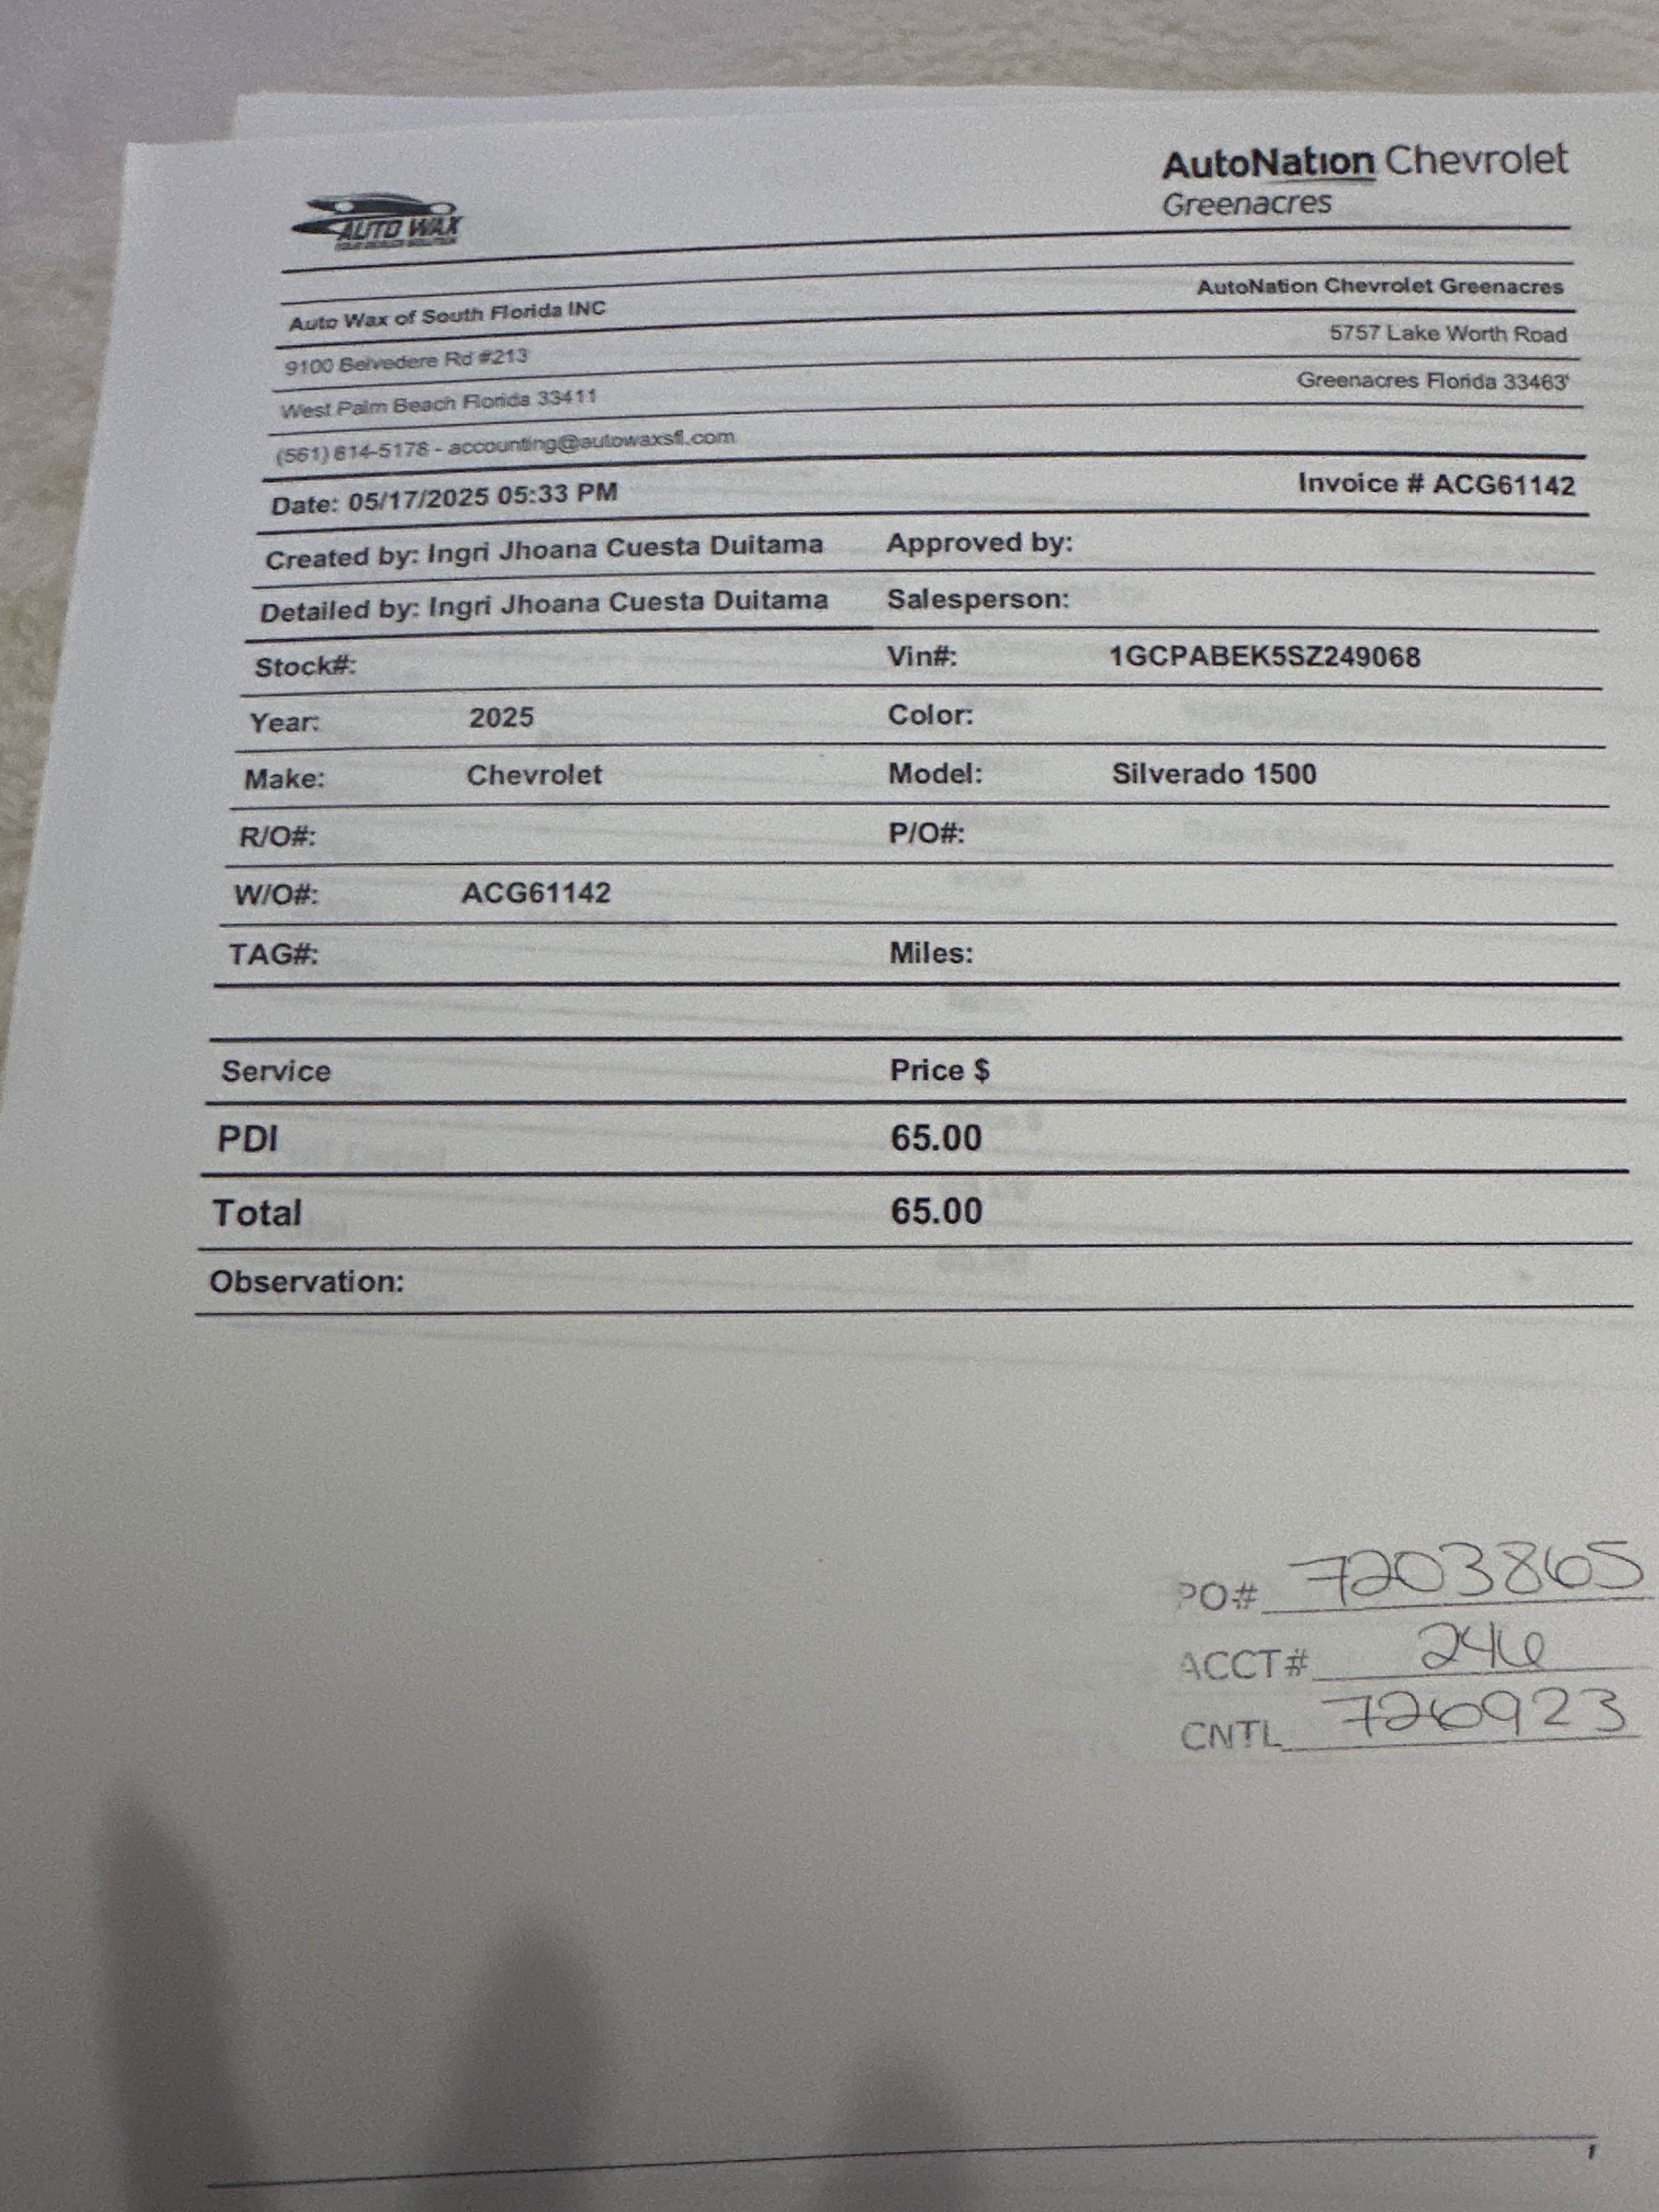 AUTO WAX
AutoNation Chevrolet
Greenacres
Auto Wax of South Florida INC
AutoNation Chevrolet Greenacres
9100 Belvedere Rd #213
5757 Lake Worth Road
West Palm Beach Florida 33411
Greenacres Florida 33463
(561) 614-5178 - accounting@autowaxsfl.com
Date: 05/17/2025 05:33 PM
Invoice # ACG61142
Created by: Ingri Jhoana Cuesta Duitama Approved by:
Detailed by: Ingri Jhoana Cuesta Duitama Salesperson:
Stock#: Vin#: 1GCPABEK5SZ249068
Year: 2025 Color:
Make: Chevrolet Model: Silverado 1500
R/O#: P/O#:
W/O#: ACG61142
TAG#: Miles:
Service Price $
PDI 65.00
Total 65.00
Observation:
PO# 7203865
ACCT# 246
CNTL 726923
1